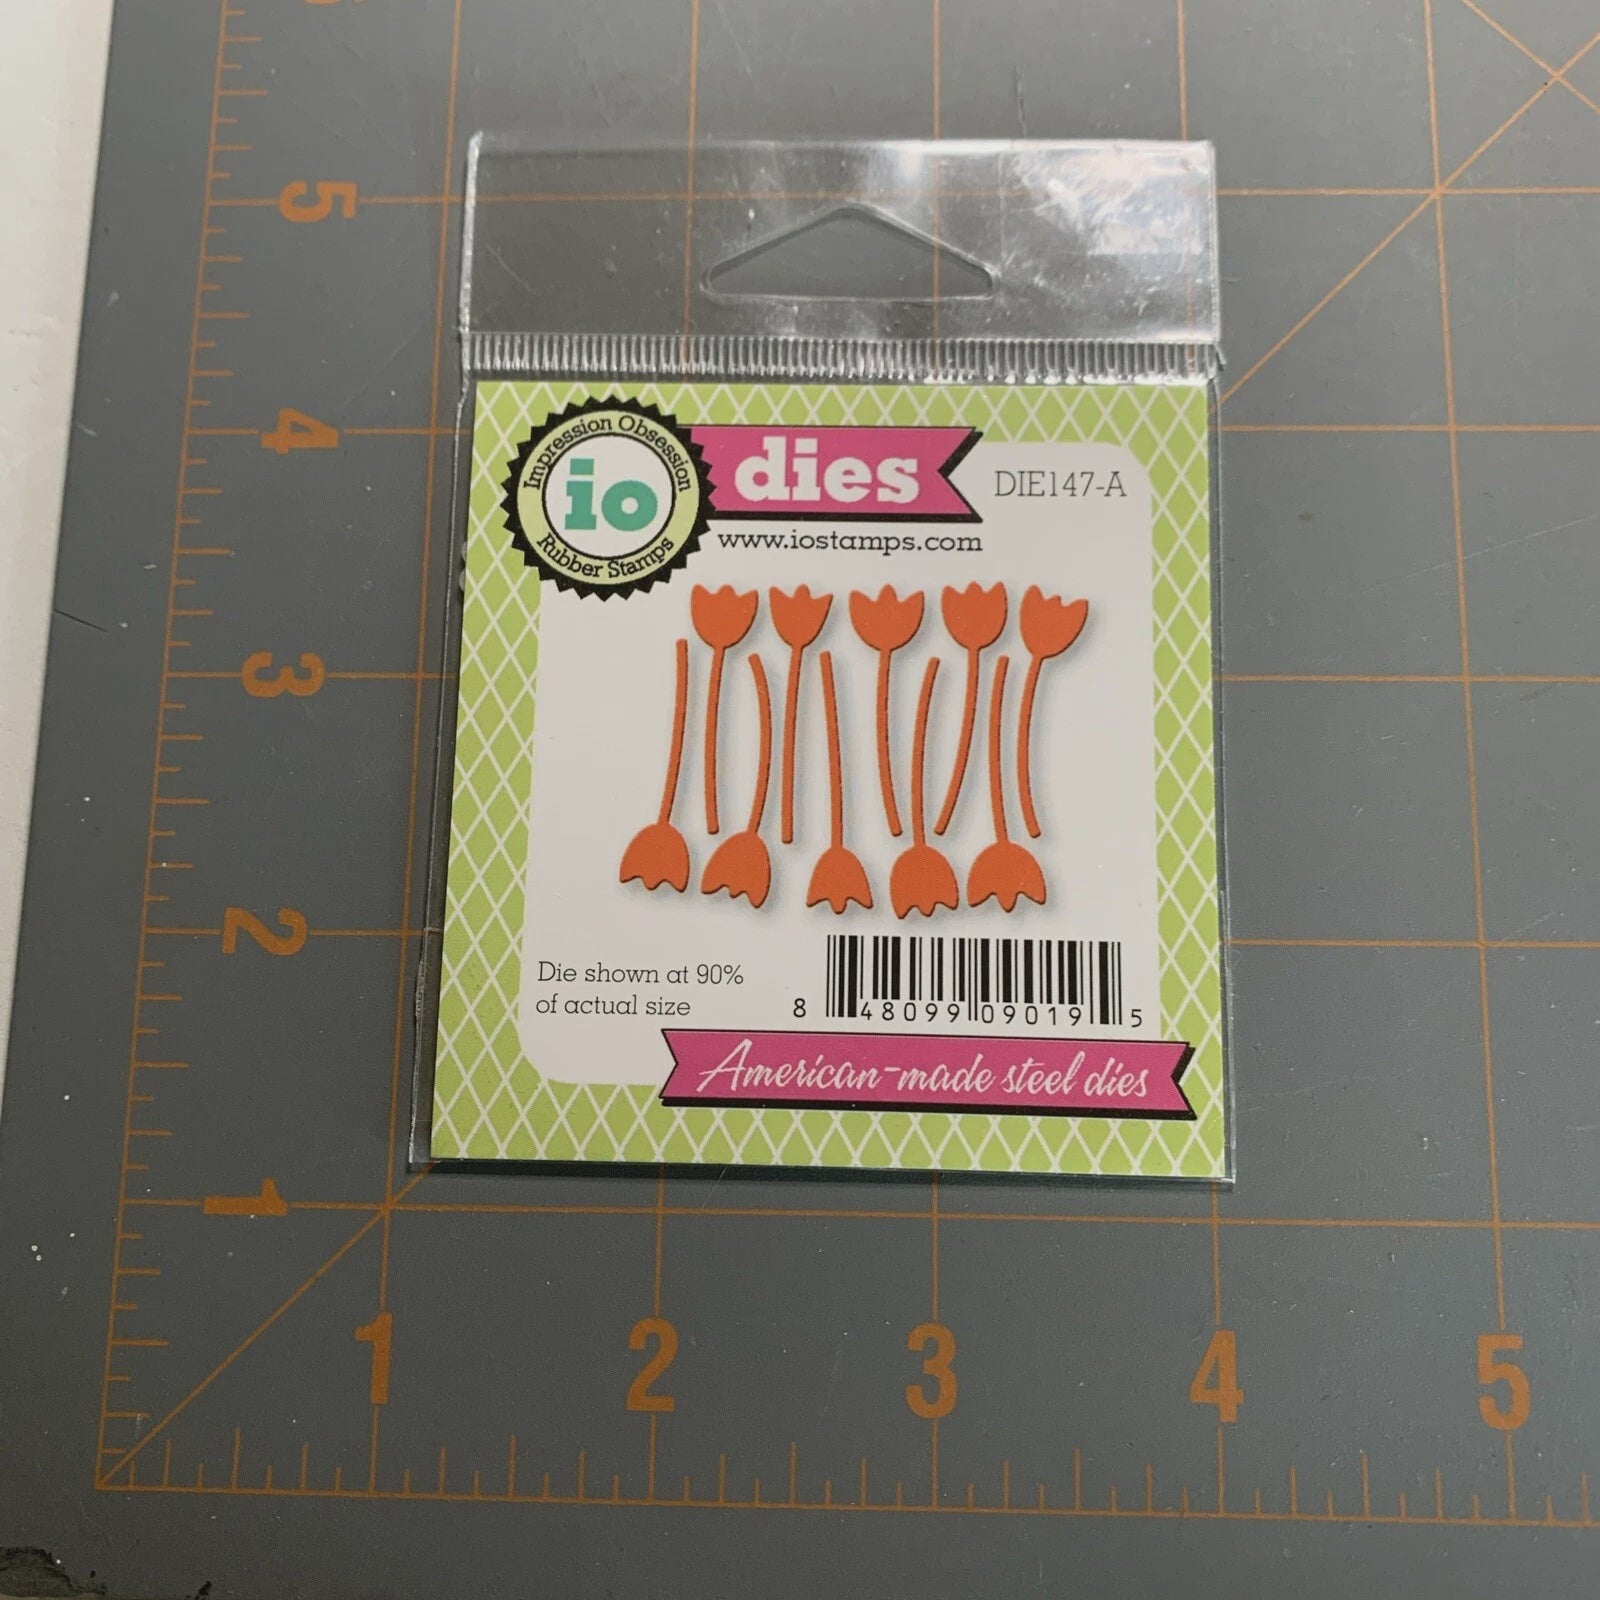 5
4
3
2
1
Impression Obsession
io
Rubber Stamps
dies
DIE147-A
www.iostamps.com
Die shown at 90%
of actual size
8 48099 09019 5
American-made steel dies
1 2 3 4 5